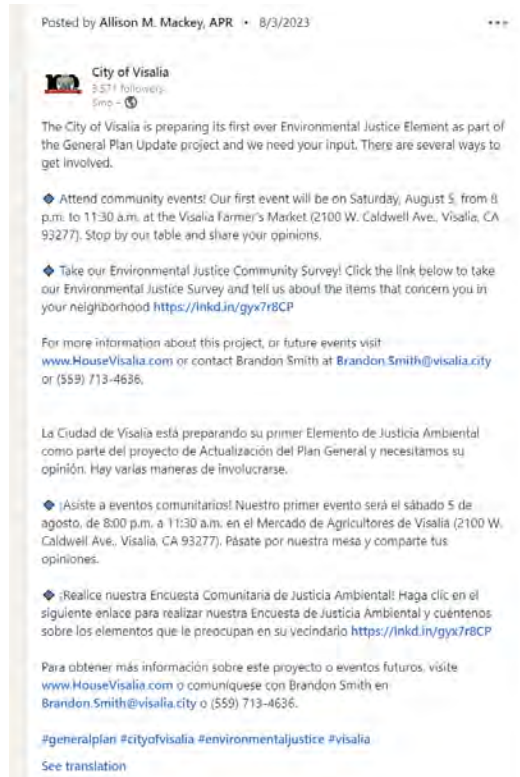 Posted by Allison M. Mackey, APR • 8/3/2023
City of Visalia
3,571 followers
5mo •
The City of Visalia is preparing its first ever Environmental Justice Element as part of
the General Plan Update project and we need your input. There are several ways to
get involved.
Attend community events! Our first event will be on Saturday, August 5, from 8
p.m. to 11:30 a.m. at the Visalia Farmer's Market (2100 W. Caldwell Ave., Visalia, CA
93277). Stop by our table and share your opinions.
Take our Environmental Justice Community Survey! Click the link below to take
our Environmental Justice Survey and tell us about the items that concern you in
your neighborhood https://lnkd.in/gyx7r8CP
For more information about this project, or future events visit
www.HouseVisalia.com or contact Brandon Smith at Brandon.Smith@visalia.city
or (559) 713-4636.
La Ciudad de Visalia está preparando su primer Elemento de Justicia Ambiental
como parte del proyecto de Actualización del Plan General y necesitamos su
opinión. Hay varias maneras de involucrarse.
¡Asiste a eventos comunitarios! Nuestro primer evento será el sábado 5 de
agosto, de 8:00 p.m. a 11:30 a.m. en el Mercado de Agricultores de Visalia (2100 W.
Caldwell Ave., Visalia, CA 93277). Pásate por nuestra mesa y comparte tus
opiniones.
¡Realice nuestra Encuesta Comunitaria de Justicia Ambiental! Haga clic en el
siguiente enlace para realizar nuestra Encuesta de Justicia Ambiental y cuéntenos
sobre los elementos que le preocupan en su vecindario https://lnkd.in/gyx7r8CP
Para obtener más información sobre este proyecto o eventos futuros, visite
www.HouseVisalia.com o comuníquese con Brandon Smith en
Brandon.Smith@visalia.city o (559) 713-4636.
#generalplan #cityofvisalia #environmentaljustice #visalia
See translation